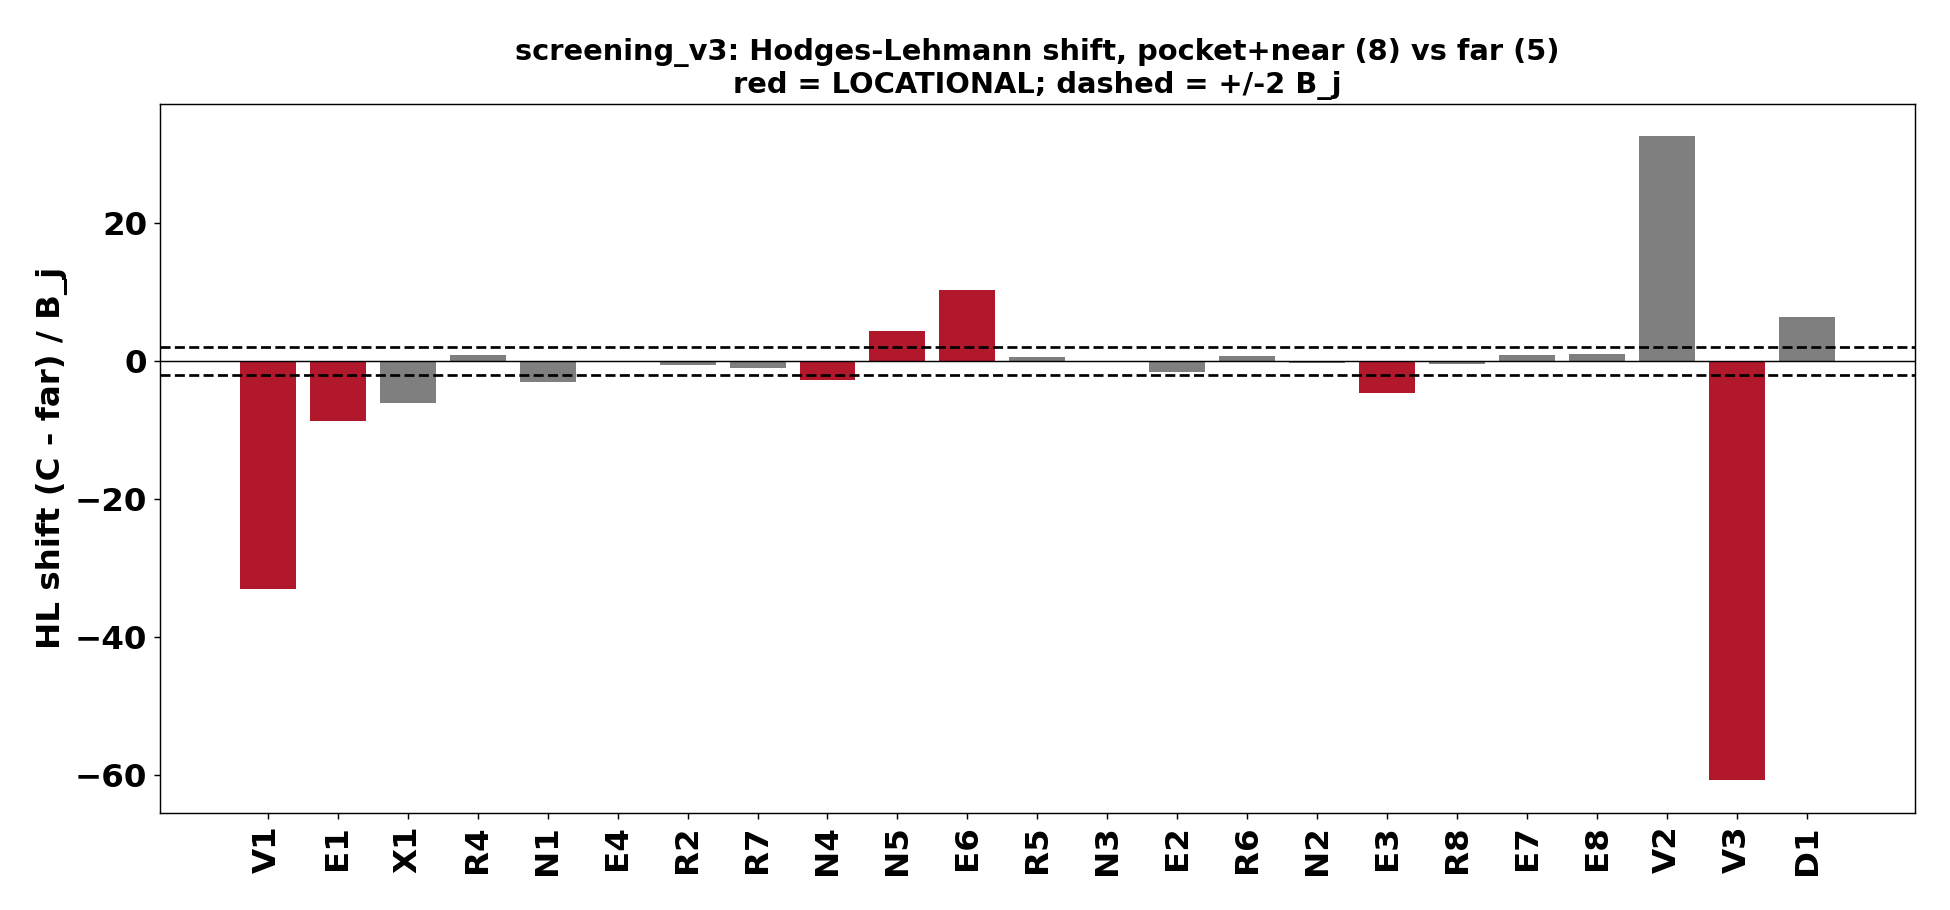 screening_v3: Hodges-Lehmann shift, pocket+near (8) vs far (5)
red = LOCATIONAL; dashed = +/-2 B_j
HL shift (C - far) / B_j
20
0
−20
−40
−60
V1
E1
X1
R4
N1
E4
R2
R7
N4
N5
E6
R5
N3
E2
R6
N2
E3
R8
E7
E8
V2
V3
D1